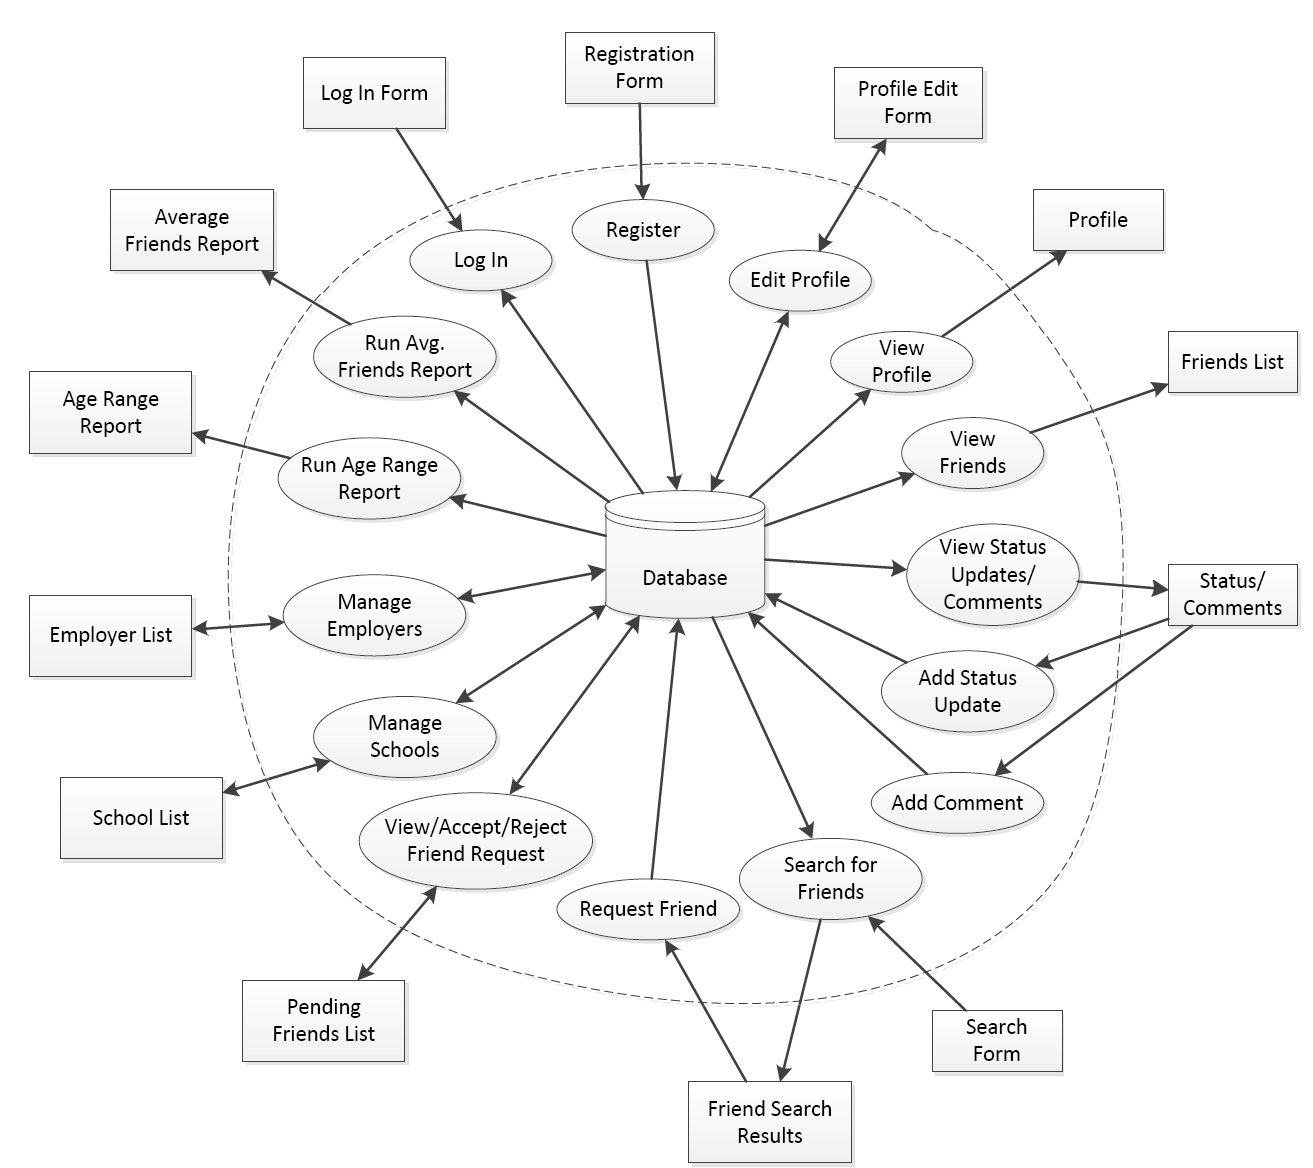 Registration
Form
Log In Form
Profile Edit
Form
Average
Friends Report
Profile
Register
Log In
Edit Profile
Run Avg.
Friends Report
View
Profile
Friends List
Age Range
Report
View
Friends
Run Age Range
Report
View Status
Updates/
Comments
Database
Status/
Comments
Manage
Employers
Employer List
Add Status
Update
Manage
Schools
Add Comment
School List
View/Accept/Reject
Friend Request
Search for
Friends
Request Friend
Pending
Friends List
Search
Form
Friend Search
Results